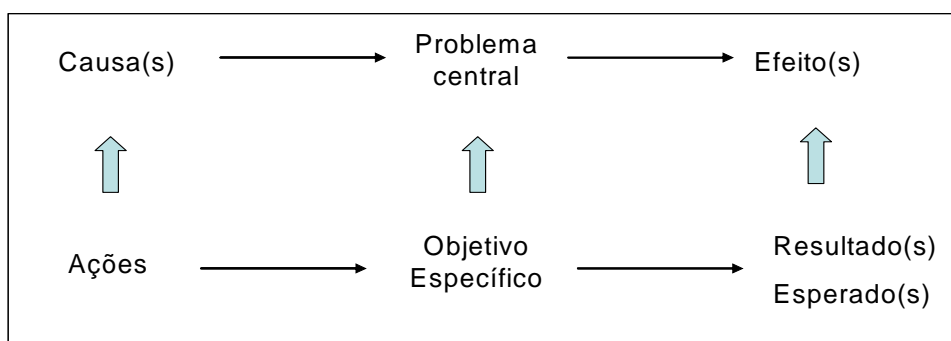 Causa(s)
Problema
central
Efeito(s)
Ações
Objetivo
Específico
Resultado(s)
Esperado(s)